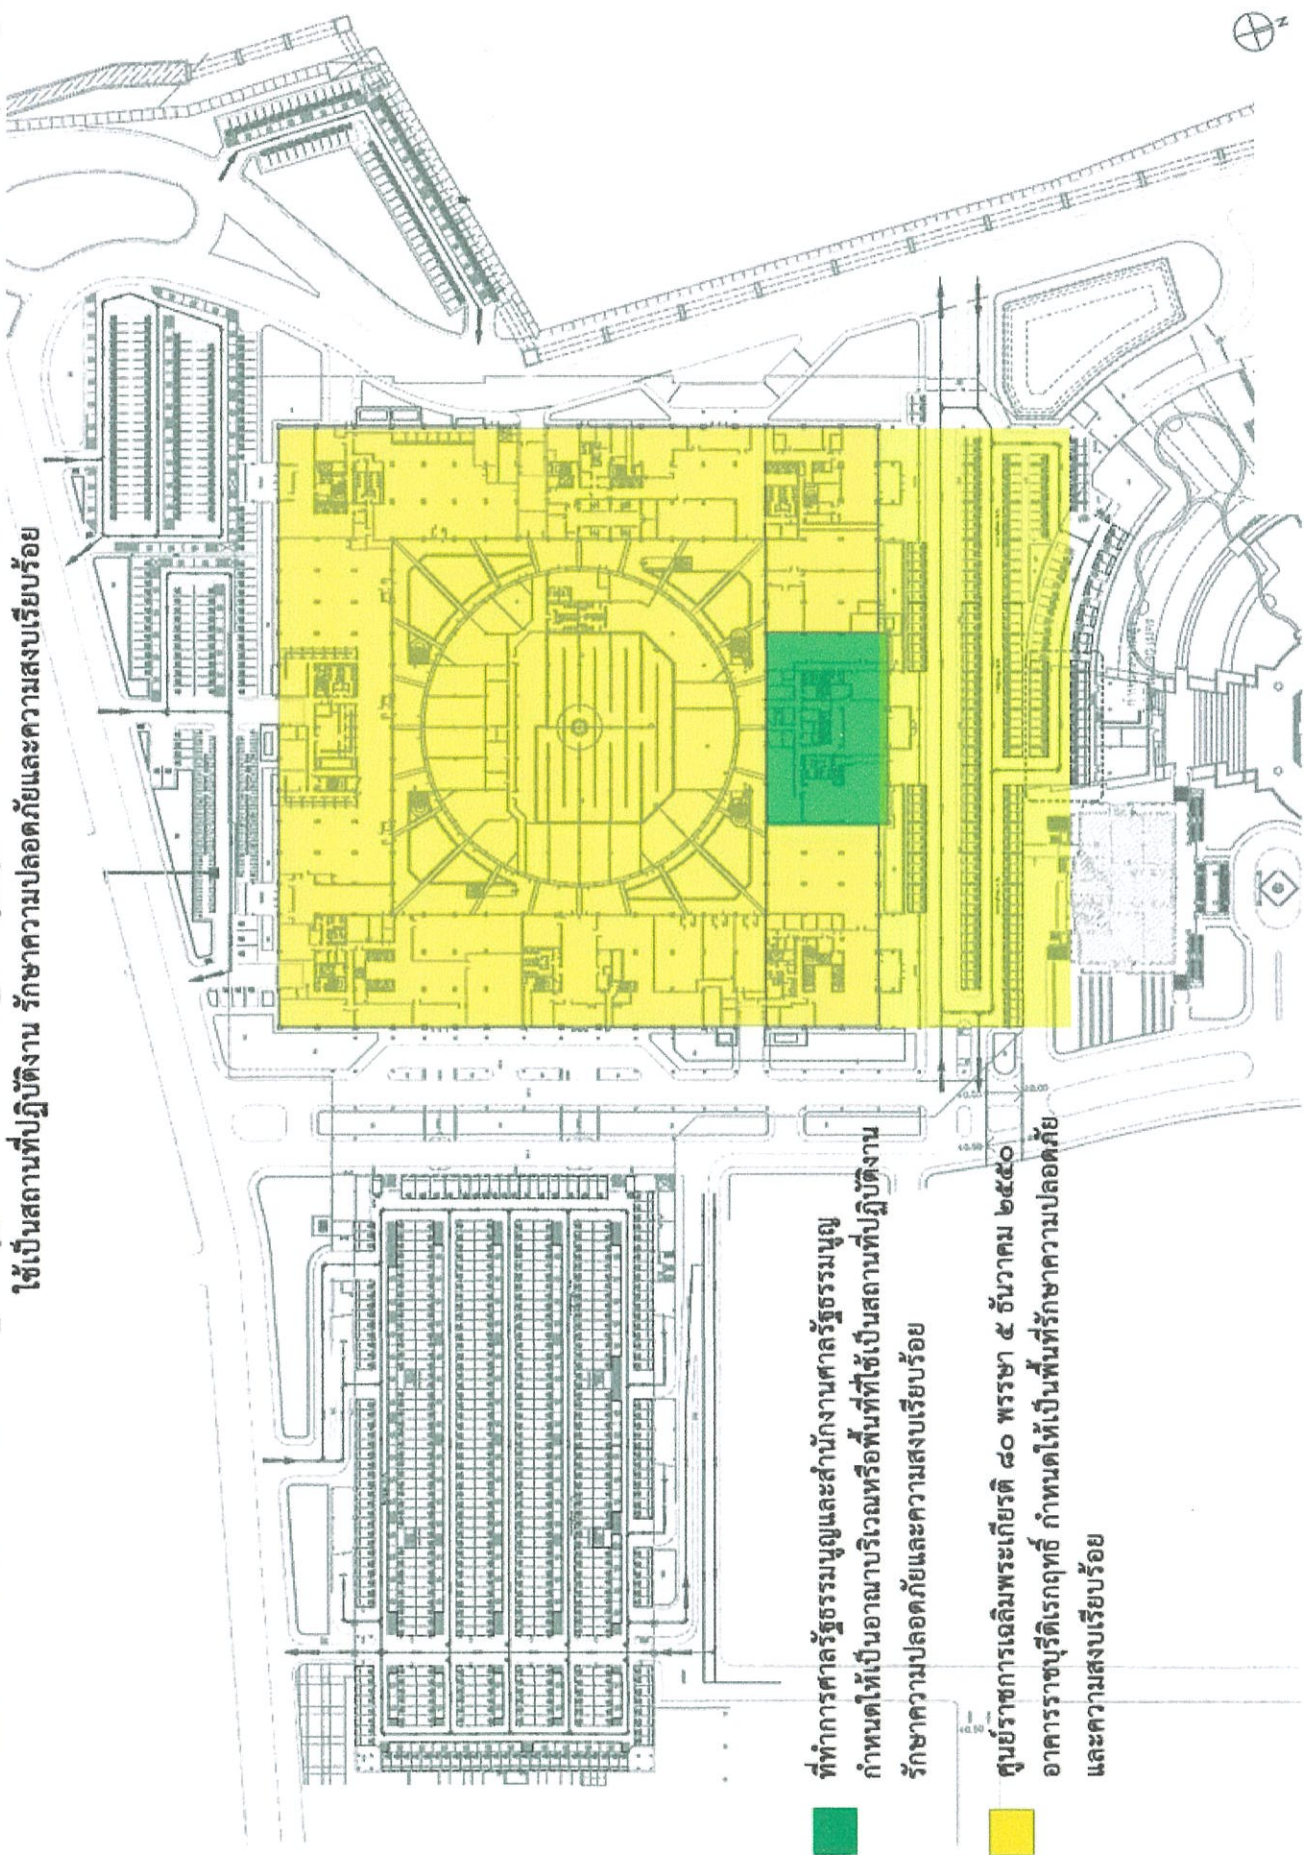 ใช้เป็นสถานที่ปฏิบัติงาน รักษาความปลอดภัยและความสงบเรียบร้อย
N
ที่ทำการศาลรัฐธรรมนูญและสำนักงานศาลรัฐธรรมนูญ
กำหนดให้เป็นอาณาบริเวณหรือพื้นที่ที่ใช้เป็นสถานที่ปฏิบัติงาน
รักษาความปลอดภัยและความสงบเรียบร้อย
ศูนย์ราชการเฉลิมพระเกียรติ ๘๐ พรรษา ๕ ธันวาคม ๒๕๕๐
อาคารราชบุรีดิเรกฤทธิ์ กำหนดให้เป็นพื้นที่รักษาความปลอดภัย
และความสงบเรียบร้อย